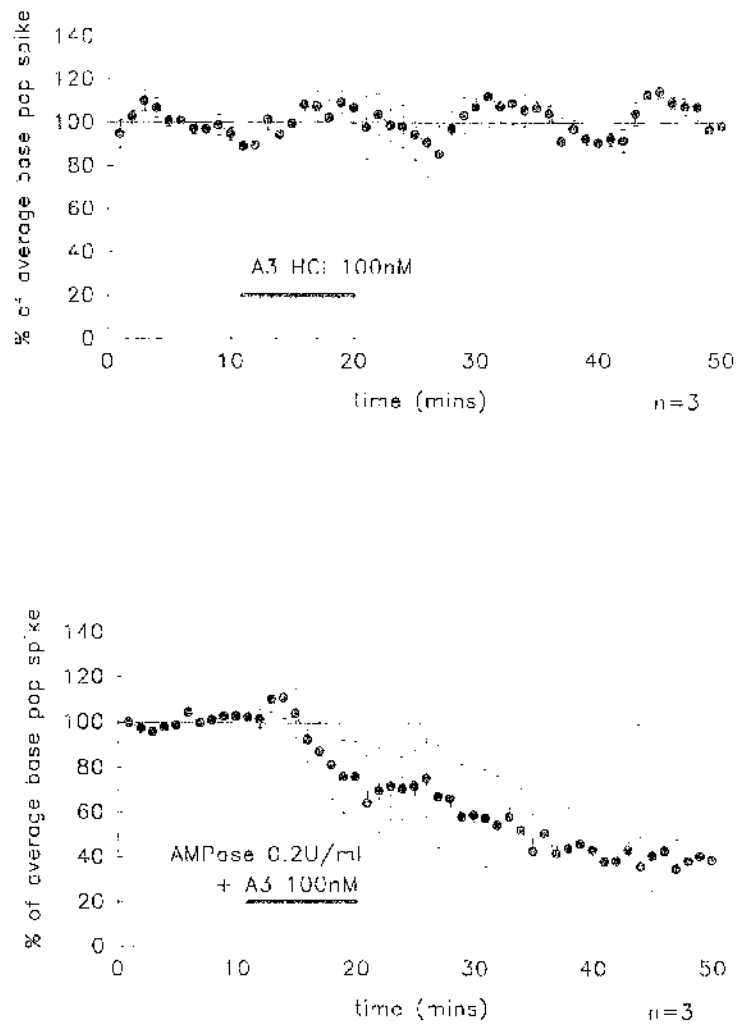 % of average base pop spike
140
120
100
80
60
40
20
0
A3 HCl 100nM
0 10 20 30 40 50
time (mins)
n=3
% of average base pop spike
140
120
100
80
60
40
20
0
AMPase 0.2U/ml
+ A3 100nM
0 10 20 30 40 50
time (mins)
n=3